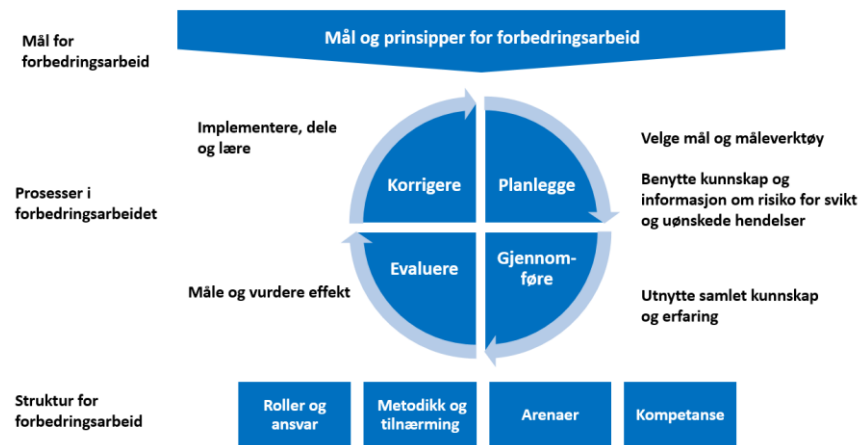 Mål for
forbedringsarbeid
Mål og prinsipper for forbedringsarbeid
Implementere, dele
og lære
Velge mål og måleverktøy
Korrigere
Planlegge
Benytte kunnskap og
informasjon om risiko for svikt
og uønskede hendelser
Prosesser i
forbedringsarbeidet
Evaluere
Gjennom-
føre
Måle og vurdere effekt
Utnytte samlet kunnskap
og erfaring
Struktur for
forbedringsarbeid
Roller og
ansvar
Metodikk og
tilnærming
Arenaer
Kompetanse